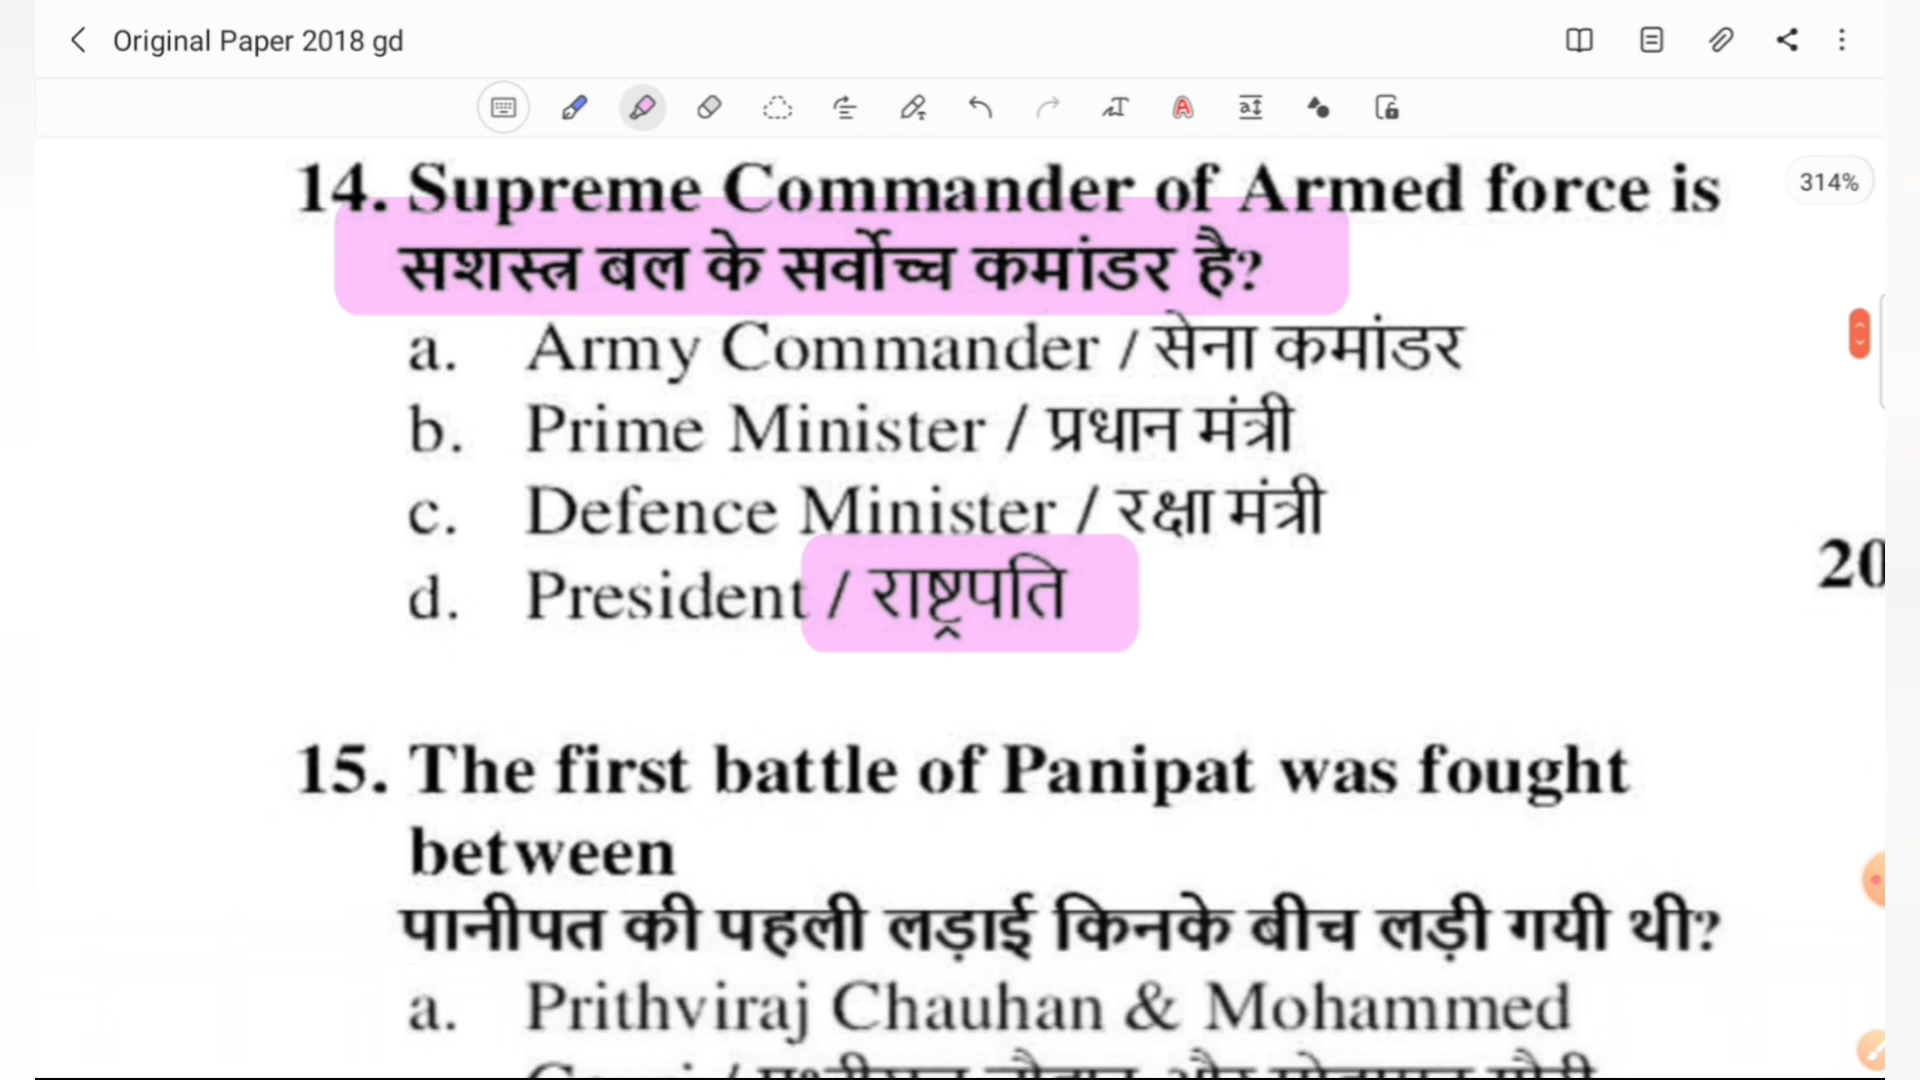 Original Paper 2018 gd
314%
14. Supreme Commander of Armed force is
सशस्त्र बल के सर्वोच्च कमांडर है?
a. Army Commander / सेना कमांडर
b. Prime Minister / प्रधान मंत्री
c. Defence Minister / रक्षा मंत्री
d. President / राष्ट्रपति
15. The first battle of Panipat was fought
between
पानीपत की पहली लड़ाई किनके बीच लड़ी गयी थी?
a. Prithviraj Chauhan & Mohammed
20